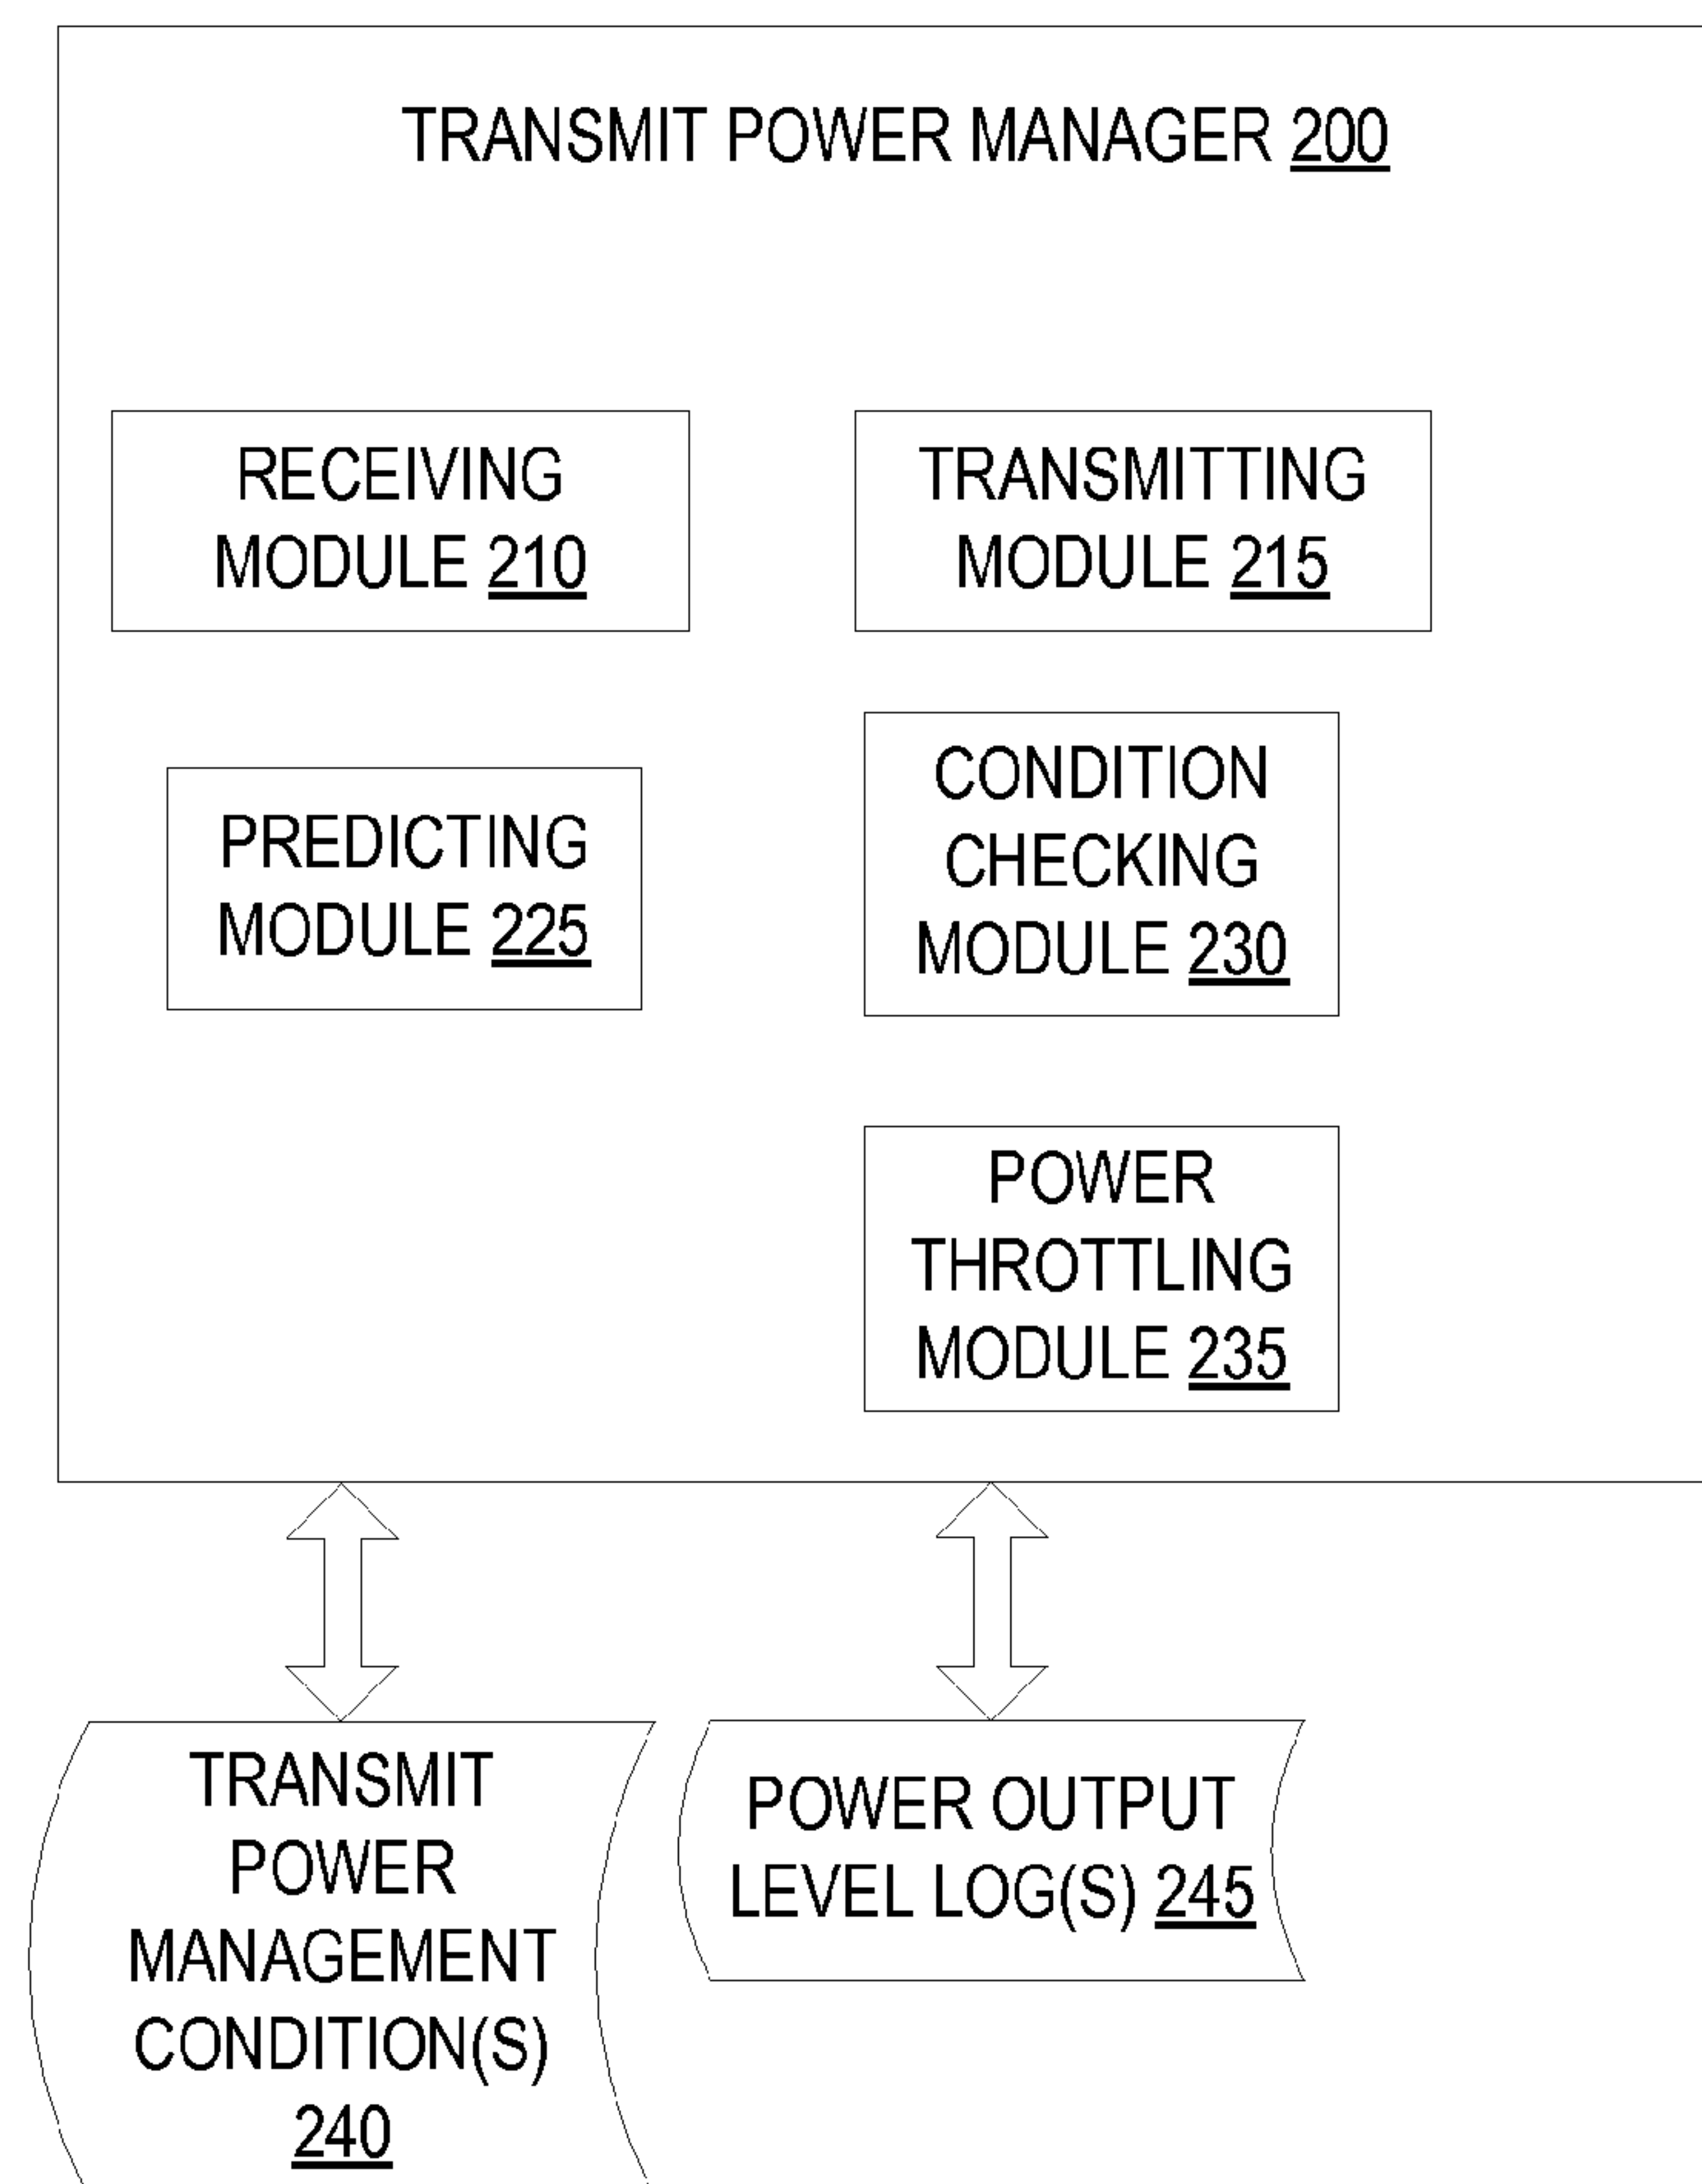 TRANSMIT POWER MANAGER 200
RECEIVING
MODULE 210
TRANSMITTING
MODULE 215
PREDICTING
MODULE 225
CONDITION
CHECKING
MODULE 230
POWER
THROTTLING
MODULE 235
TRANSMIT
POWER
MANAGEMENT
CONDITION(S)
240
POWER OUTPUT
LEVEL LOG(S) 245